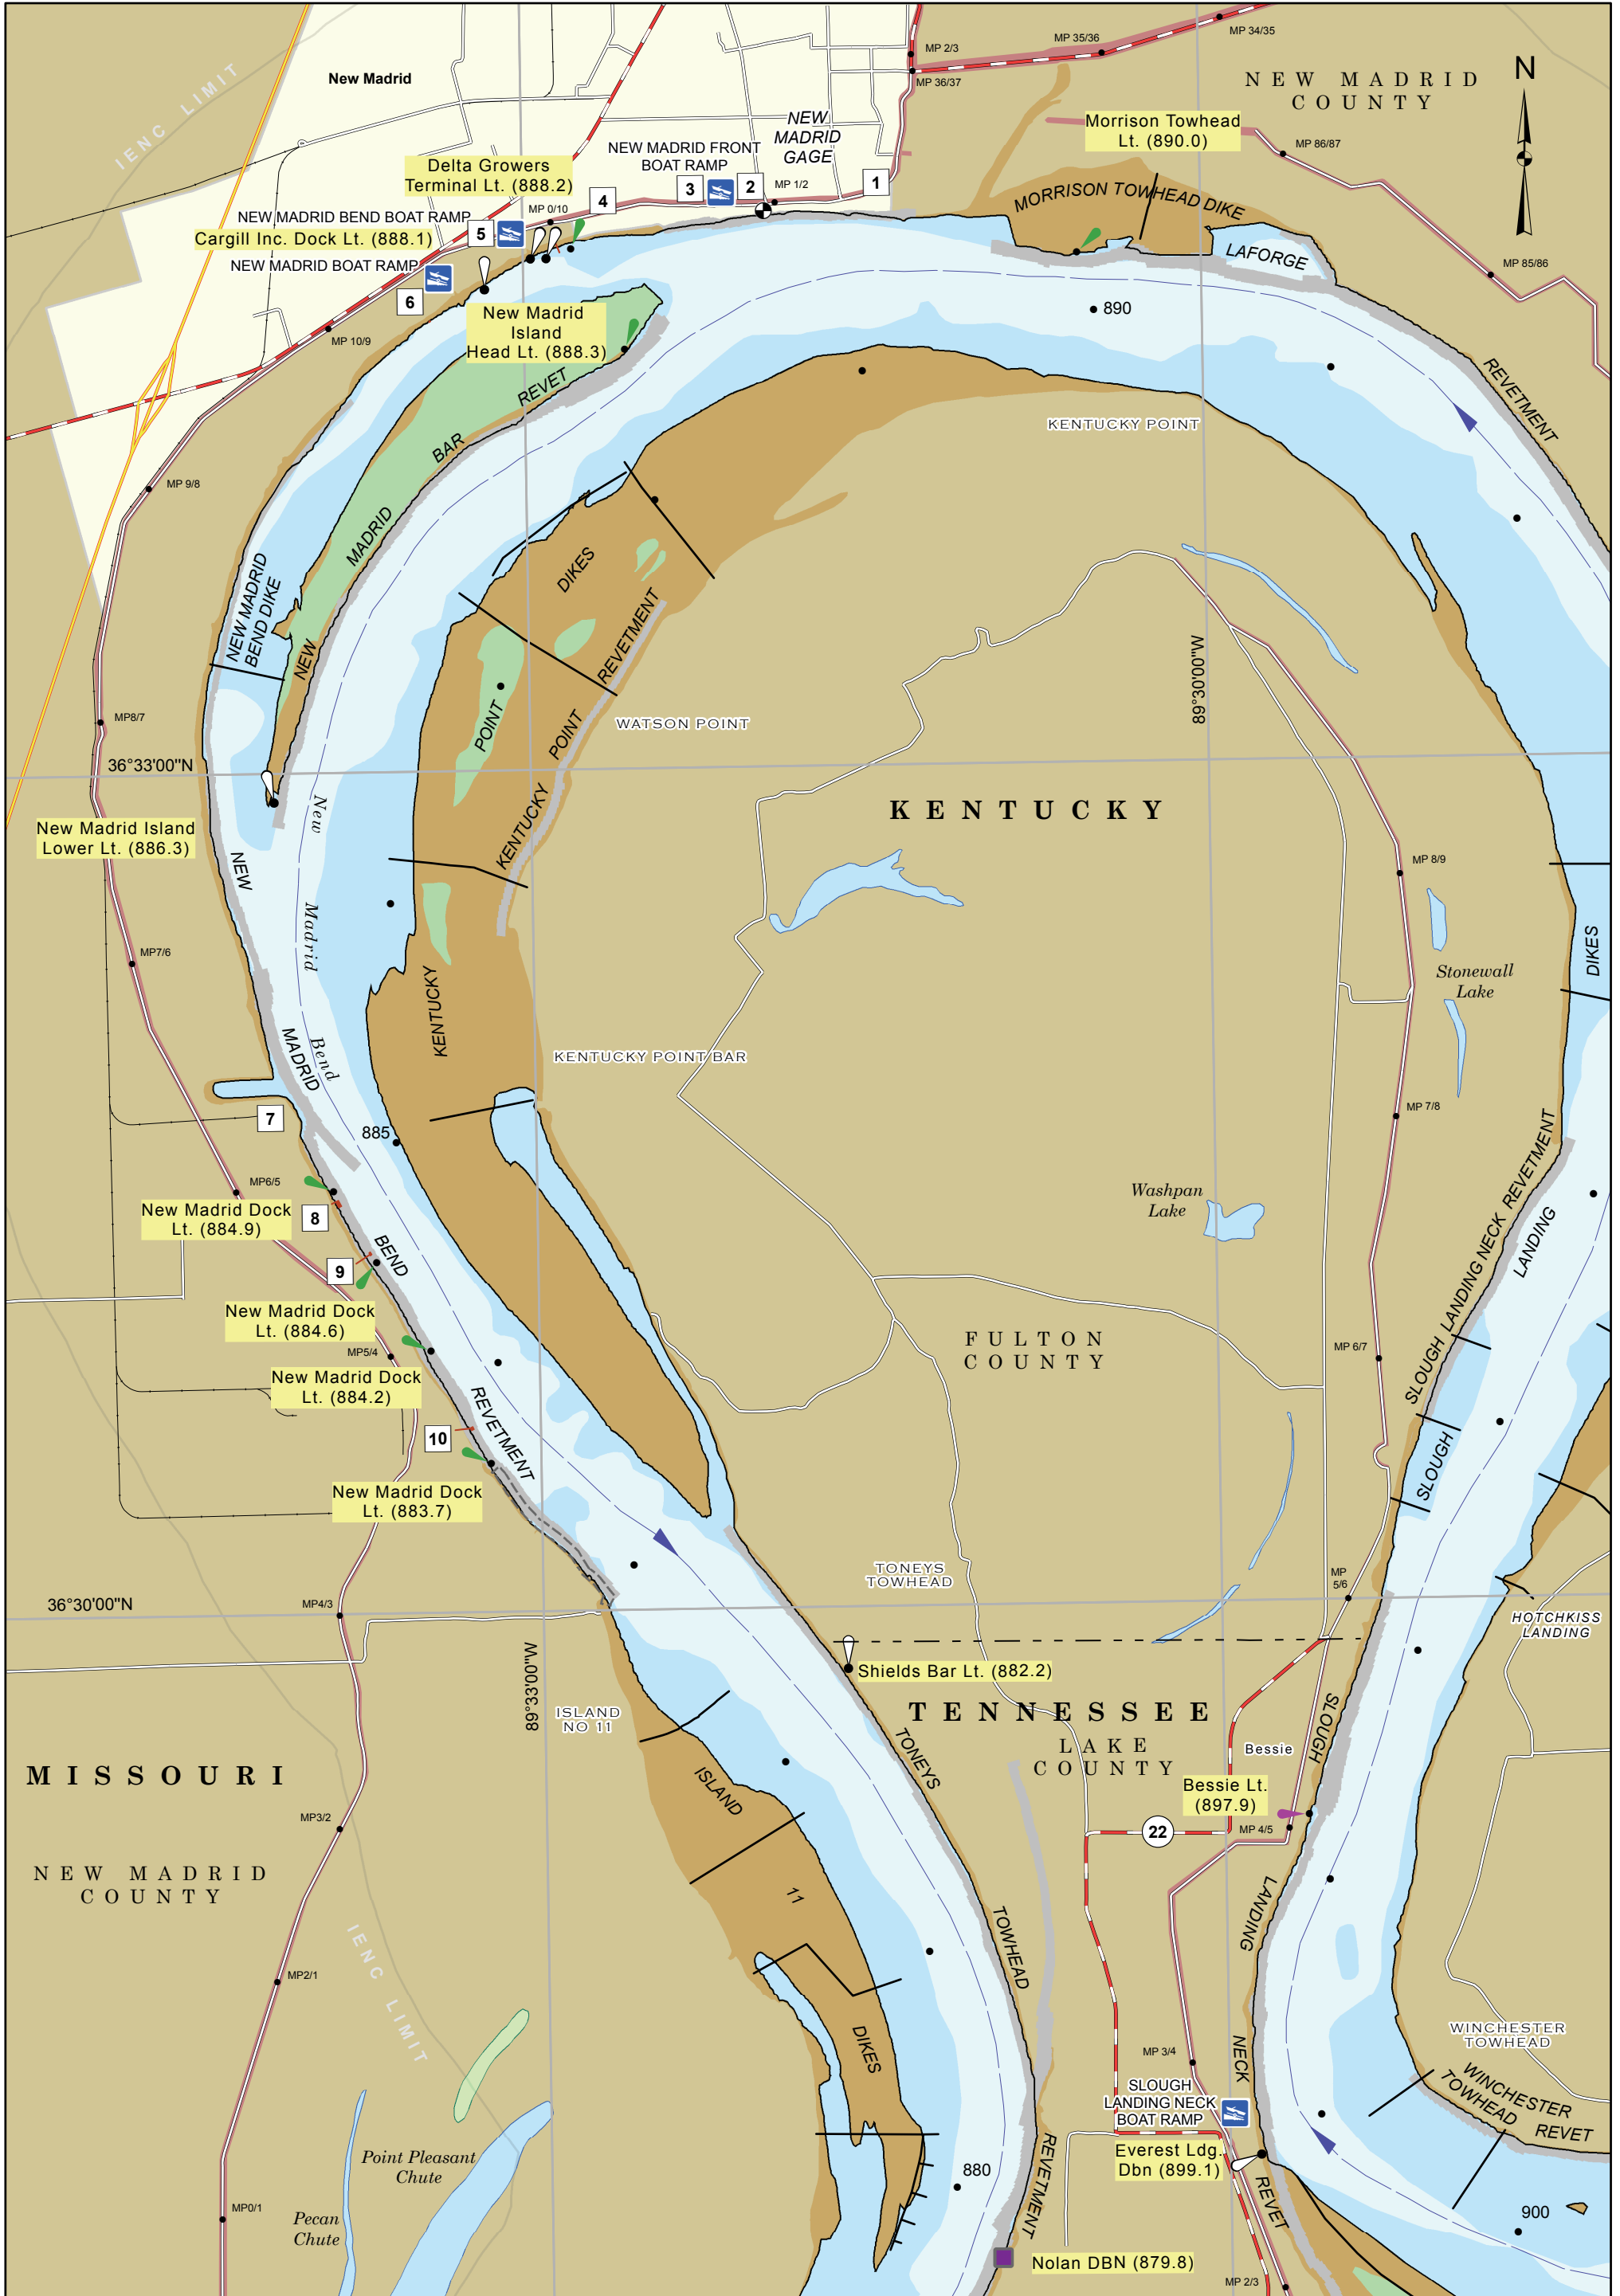 MP 34/35
MP 35/36
MP 2/3
MP 36/37
N
New Madrid
IENC LIMIT
NEW MADRID
COUNTY
NEW
MADRID
GAGE
Morrison Towhead
Lt. (890.0)
MP 86/87
NEW MADRID FRONT
BOAT RAMP
Delta Growers
Terminal Lt. (888.2)
3
2
MP 1/2
1
4
MP 0/10
MORRISON TOWHEAD DIKE
NEW MADRID BEND BOAT RAMP
5
Cargill Inc. Dock Lt. (888.1)
NEW MADRID BOAT RAMP
6
LAFORGE
MP 85/86
890
New Madrid
Island
Head Lt. (888.3)
MP 10/9
REVETMENT
REVET
BAR
MADRID
NEW
KENTUCKY POINT
MP 9/8
NEW MADRID
BEND DIKE
DIKES
POINT
KENTUCKY
REVETMENT
POINT
KENTUCKY
WATSON POINT
89°30'00"W
MP8/7
36°33'00"N
New Madrid Island
Lower Lt. (886.3)
New
Madrid
Bend
KENTUCKY
MP 8/9
NEW
MADRID
BEND
REVETMENT
MP7/6
Stonewall
Lake
DIKES
KENTUCKY POINT BAR
7
MP 7/8
885
MP6/5
8
New Madrid Dock
Lt. (884.9)
Washpan
Lake
SLOUGH LANDING NECK REVETMENT
LANDING
SLOUGH
9
New Madrid Dock
Lt. (884.6)
MP5/4
New Madrid Dock
Lt. (884.2)
FULTON
COUNTY
MP 6/7
10
New Madrid Dock
Lt. (883.7)
TONEYS
TOWHEAD
MP
5/6
36°30'00"N
MP4/3
HOTCHKISS
LANDING
89°33'00"W
Shields Bar Lt. (882.2)
ISLAND
NO 11
TENNESSEE
LAKE
COUNTY
Bessie
Bessie Lt.
(897.9)
MP 4/5
22
SLOUGH
LANDING
NECK
REVET
MISSOURI
TONEYS
TOWHEAD
REVETMENT
ISLAND
11
DIKES
MP3/2
NEW MADRID
COUNTY
IENC LIMIT
MP2/1
WINCHESTER
TOWHEAD
MP 3/4
WINCHESTER
TOWHEAD REVET
SLOUGH
LANDING NECK
BOAT RAMP
Everest Ldg.
Dbn (899.1)
Point Pleasant
Chute
880
MP0/1
Pecan
Chute
900
Nolan DBN (879.8)
MP 2/3